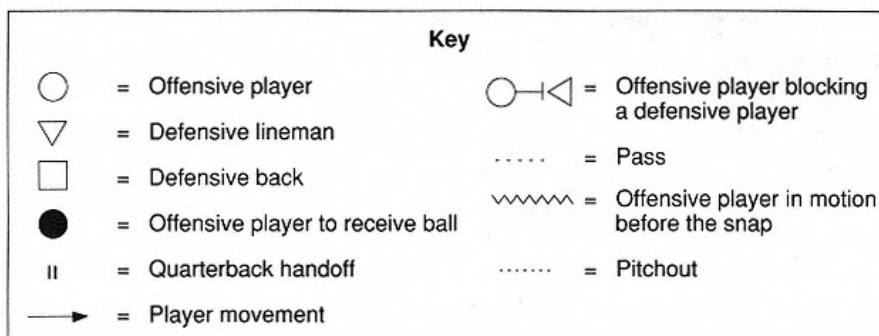 Key
= Offensive player
= Defensive lineman
= Defensive back
= Offensive player to receive ball
= Quarterback handoff
= Player movement
= Offensive player blocking
a defensive player
= Pass
= Offensive player in motion
before the snap
= Pitchout